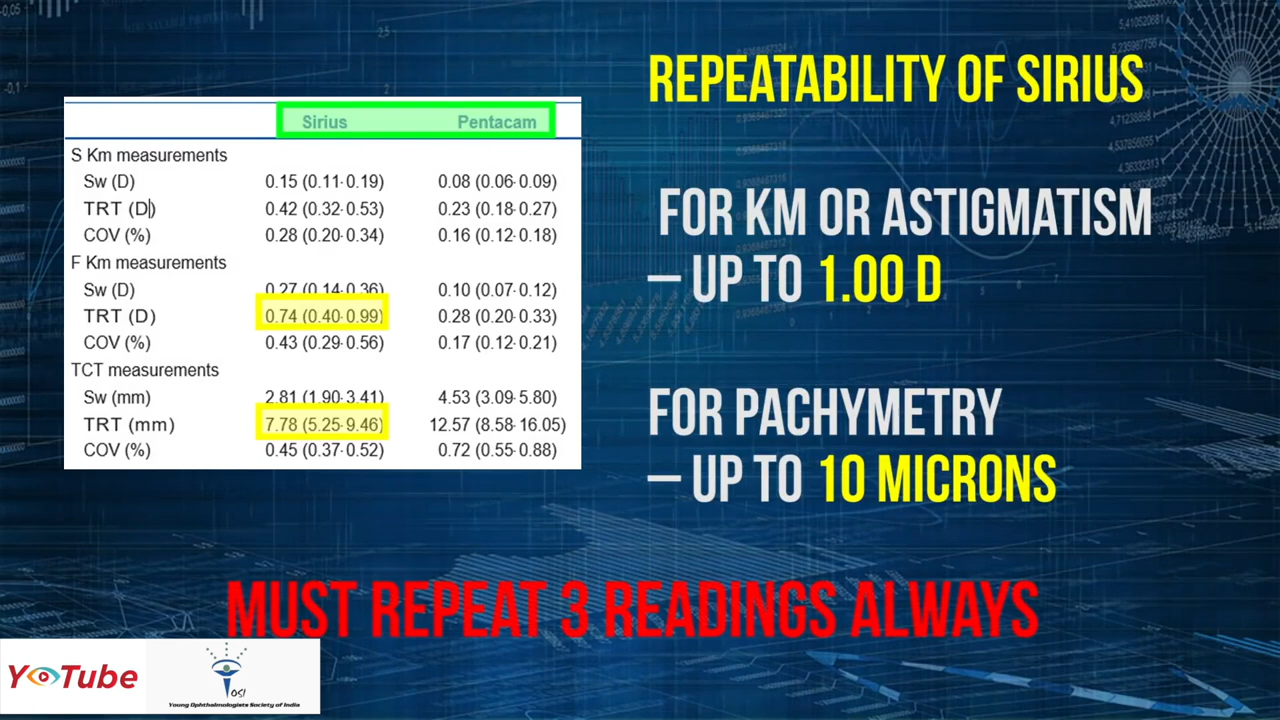 REPEATABILITY OF SIRIUS
Sirius Pentacam
S Km measurements
Sw (D) 0.15 (0.11-0.19) 0.08 (0.06-0.09)
TRT (D) 0.42 (0.32-0.53) 0.23 (0.18-0.27)
COV (%) 0.28 (0.20-0.34) 0.16 (0.12-0.18)
F Km measurements
Sw (D) 0.27 (0.14-0.36) 0.10 (0.07-0.12)
TRT (D) 0.74 (0.40-0.99) 0.28 (0.20-0.33)
COV (%) 0.43 (0.29-0.56) 0.17 (0.12-0.21)
TCT measurements
Sw (mm) 2.81 (1.90-3.41) 4.53 (3.09-5.80)
TRT (mm) 7.78 (5.25-9.46) 12.57 (8.58-16.05)
COV (%) 0.45 (0.37-0.52) 0.72 (0.55-0.88)
FOR KM OR ASTIGMATISM
– UP TO 1.00 D
FOR PACHYMETRY
– UP TO 10 MICRONS
MUST REPEAT 3 READINGS ALWAYS
YOTube
YOSI
Young Ophthalmologists Society of India